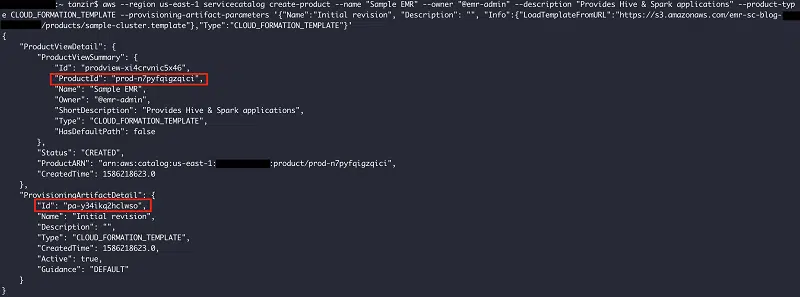 :~ tanzir$ aws --region us-east-1 servicecatalog create-product --name "Sample EMR" --owner "@emr-admin" --description "Provides Hive & Spark applications" --product-typ
e CLOUD_FORMATION_TEMPLATE --provisioning-artifact-parameters '{"Name":"Initial revision", "Description": "", "Info":{"LoadTemplateFromURL":"https://s3.amazonaws.com/emr-sc-blog-
/products/sample-cluster.template"},"Type":"CLOUD_FORMATION_TEMPLATE"}'
{
"ProductViewDetail": {
"ProductViewSummary": {
"Id": "prodview-xi4crvnic5x46",
"ProductId": "prod-n7pyfqigzqici",
"Name": "Sample EMR",
"Owner": "@emr-admin",
"ShortDescription": "Provides Hive & Spark applications",
"Type": "CLOUD_FORMATION_TEMPLATE",
"HasDefaultPath": false
},
"Status": "CREATED",
"ProductARN": "arn:aws:catalog:us-east-1: :product/prod-n7pyfqigzqici",
"CreatedTime": 1586218623.0
},
"ProvisioningArtifactDetail": {
"Id": "pa-y34ikq2hclwso",
"Name": "Initial revision",
"Description": "",
"Type": "CLOUD_FORMATION_TEMPLATE",
"CreatedTime": 1586218623.0,
"Active": true,
"Guidance": "DEFAULT"
}
}